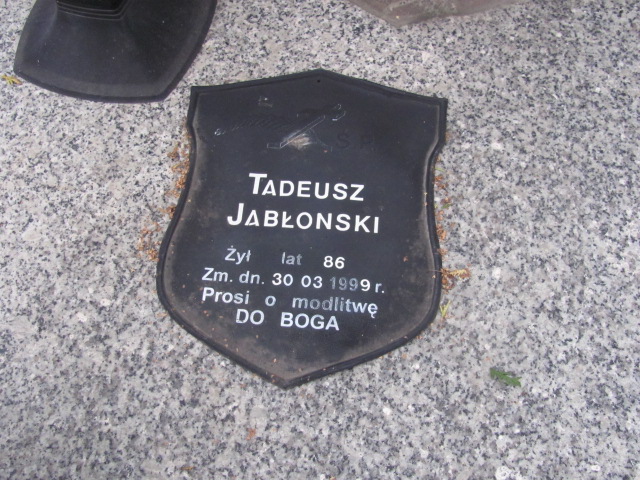 Ś P.
TADEUSZ
JABŁONSKI
Żył lat 86
Zm. dn. 30 03 1999 r.
Prosi o modlitwę
DO BOGA